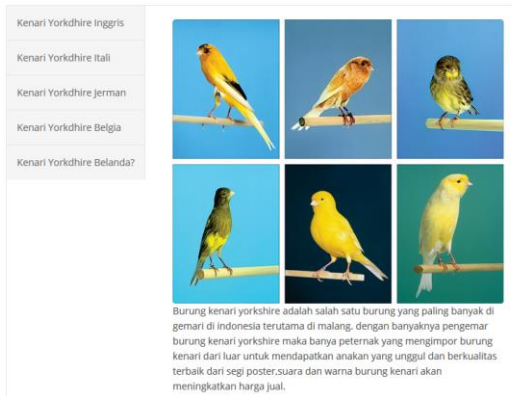 Kenari Yorkdhire Inggris
Kenari Yorkdhire Itali
Kenari Yorkdhire Jerman
Kenari Yorkdhire Belgia
Kenari Yorkdhire Belanda?
Burung kenari yorkshire adalah salah satu burung yang paling banyak di
gemari di indonesia terutama di malang. dengan banyaknya pengemar
burung kenari yorkshire maka banya peternak yang mengimpor burung
kenari dari luar untuk mendapatkan anakan yang unggul dan berkualitas
terbaik dari segi poster,suara dan warna burung kenari akan
meningkatkan harga jual.